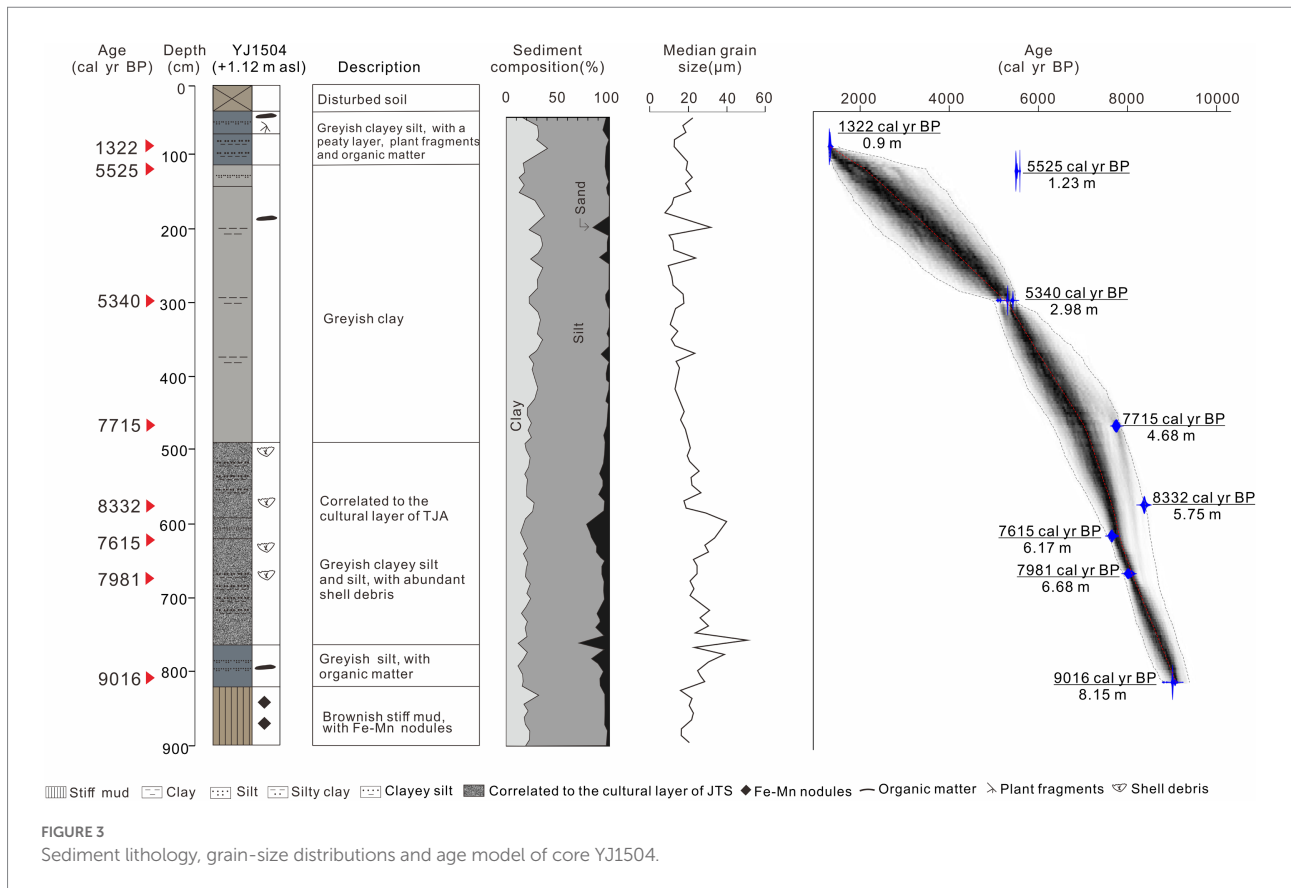 Age
(cal yr BP)
Depth
(cm)
YJ1504
(+1.12 m asl)
Description
Sediment
composition(%)
Median grain
size(µm)
Age
(cal yr BP)
0
100
200
300
400
500
600
700
800
900
1322
5525
5340
7715
8332
7615
7981
9016
Disturbed soil
Greyish clayey silt, with a
peaty layer, plant fragments
and organic matter
Greyish clay
Correlated to the
cultural layer of TJA
Greyish clayey silt
and silt, with abundant
shell debris
Greyish silt, with
organic matter
Brownish stiff mud,
with Fe-Mn nodules
0 50 100
Clay
Silt
Sand
0 20 40 60
2000 4000 6000 8000 10000
1322 cal yr BP
0.9 m
5525 cal yr BP
1.23 m
5340 cal yr BP
2.98 m
7715 cal yr BP
4.68 m
8332 cal yr BP
5.75 m
7615 cal yr BP
6.17 m
7981 cal yr BP
6.68 m
9016 cal yr BP
8.15 m
Stiff mud Clay Silt Silty clay Clayey silt Correlated to the cultural layer of JTS Fe-Mn nodules Organic matter Plant fragments Shell debris
FIGURE 3
Sediment lithology, grain-size distributions and age model of core YJ1504.